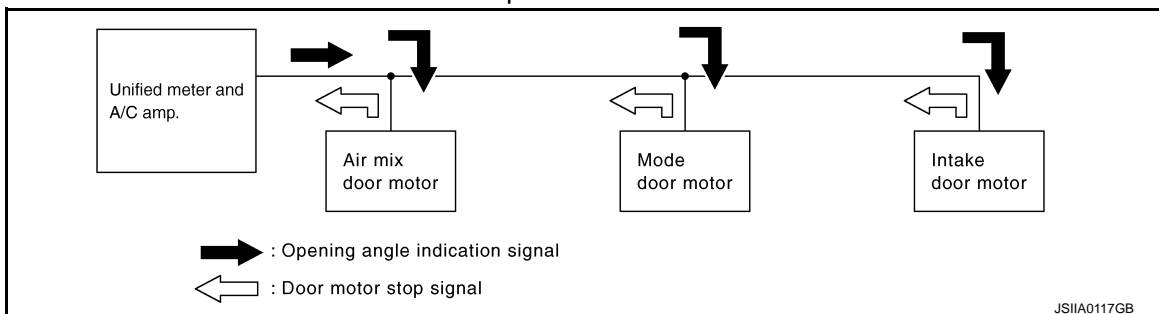 Unified meter and
A/C amp.
Air mix
door motor
Mode
door motor
Intake
door motor
: Opening angle indication signal
: Door motor stop signal
JSIIA0117GB